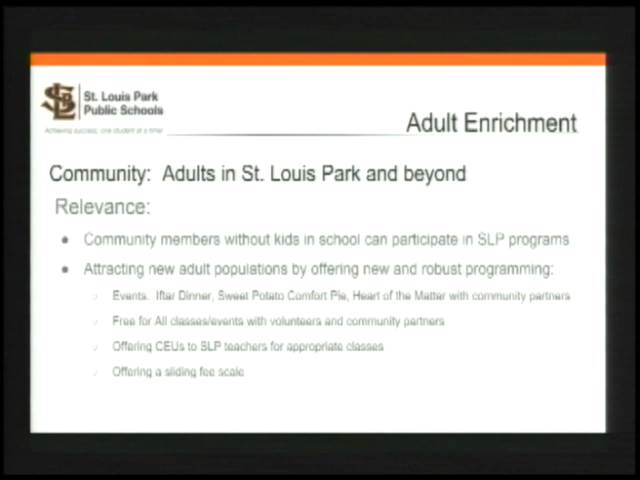 St. Louis Park
Public Schools
Achieving success, one student at a time!
Adult Enrichment
Community: Adults in St. Louis Park and beyond
Relevance:
● Community members without kids in school can participate in SLP programs
● Attracting new adult populations by offering new and robust programming:
Events: Iftar Dinner, Sweet Potato Comfort Pie, Heart of the Matter with community partners
Free for All classes/events with volunteers and community partners
Offering CEUs to SLP teachers for appropriate classes
Offering a sliding fee scale